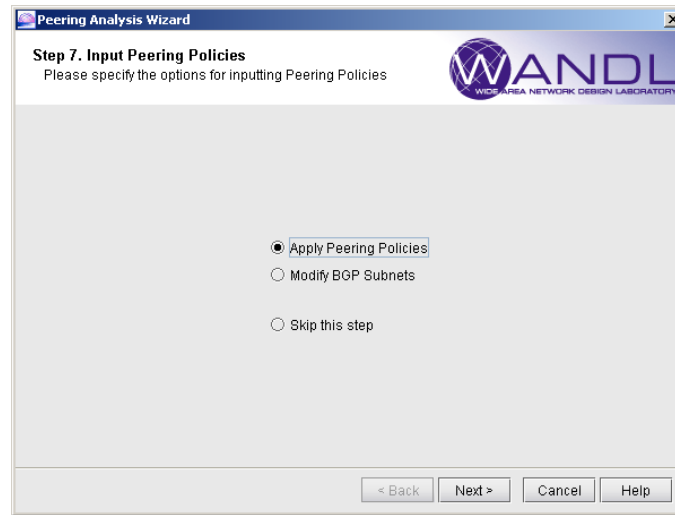 Peering Analysis Wizard
Step 7. Input Peering Policies
Please specify the options for inputting Peering Policies
WANDL
WIDE AREA NETWORK DESIGN LABORATORY
Apply Peering Policies
Modify BGP Subnets
Skip this step
< Back Next > Cancel Help